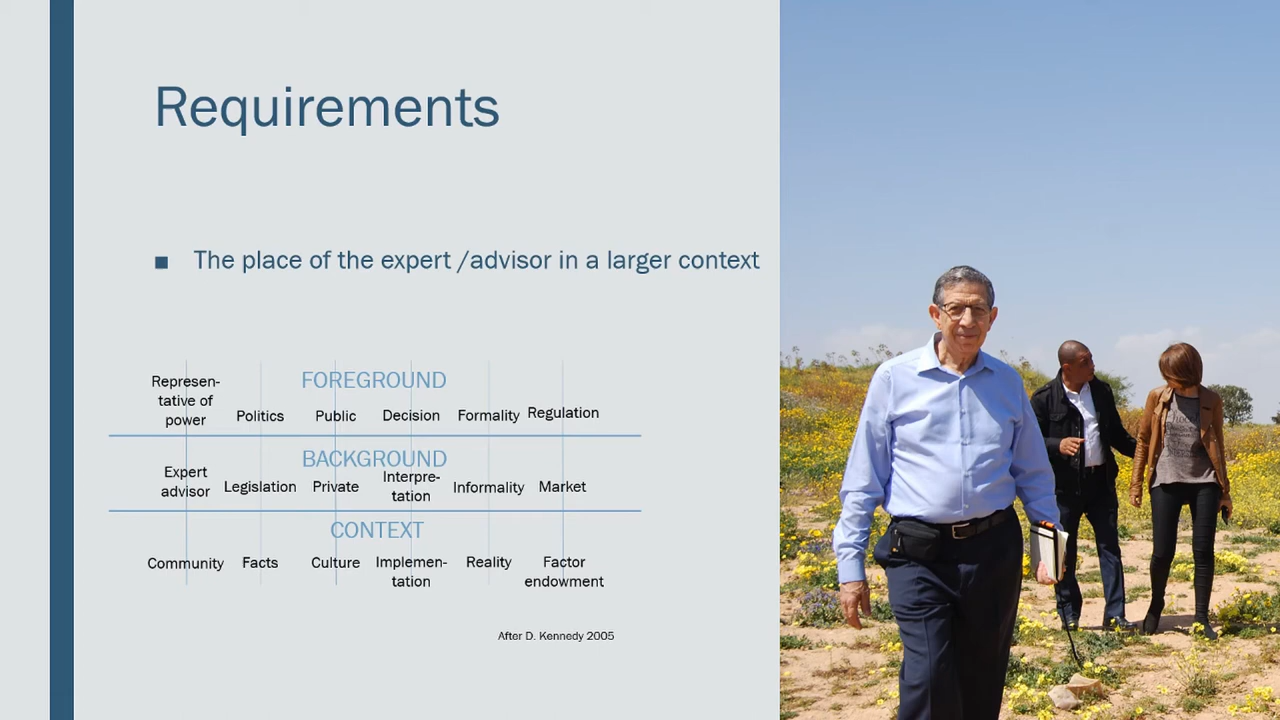 Requirements
■ The place of the expert /advisor in a larger context
FOREGROUND
Represen-
tative of
power
Politics
Public
Decision
Formality
Regulation
BACKGROUND
Expert
advisor
Legislation
Private
Interpre-
tation
Informality
Market
CONTEXT
Community
Facts
Culture
Implemen-
tation
Reality
Factor
endowment
After D. Kennedy 2005